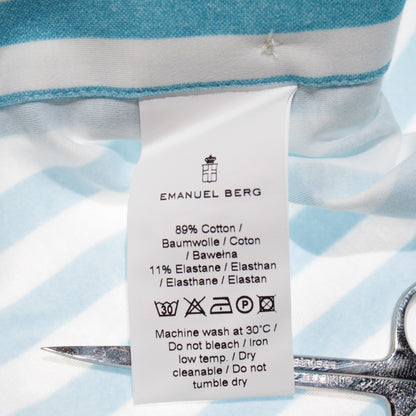 EMANUEL BERG
89% Cotton /
Baumwolle / Coton
/ Bawełna
11% Elastane / Elasthan
/ Elasthane / Elastan
30 P
Machine wash at 30°C /
Do not bleach / Iron
low temp. / Dry
cleanable / Do not
tumble dry